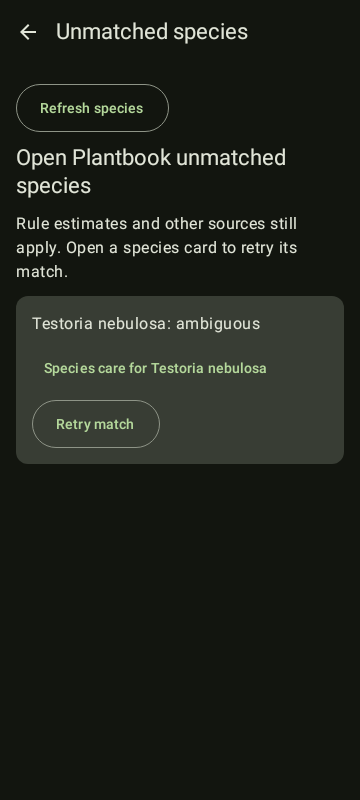 Unmatched species
Refresh species
Open Plantbook unmatched
species
Rule estimates and other sources still
apply. Open a species card to retry its
match.
Testoria nebulosa: ambiguous
Species care for Testoria nebulosa
Retry match